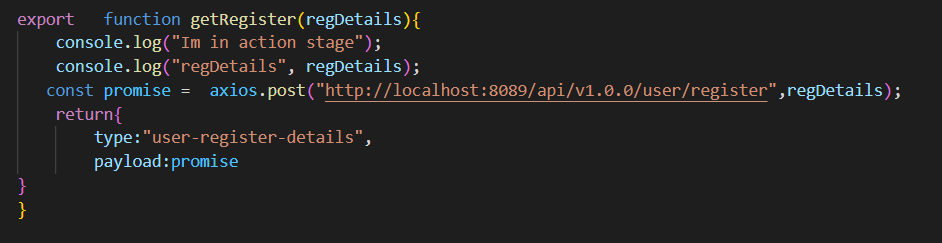 export   function getRegister(regDetails){
    console.log("Im in action stage");
    console.log("regDetails", regDetails);
   const promise =  axios.post("http://localhost:8089/api/v1.0.0/user/register",regDetails);
    return{
        type:"user-register-details",
        payload:promise
}
}